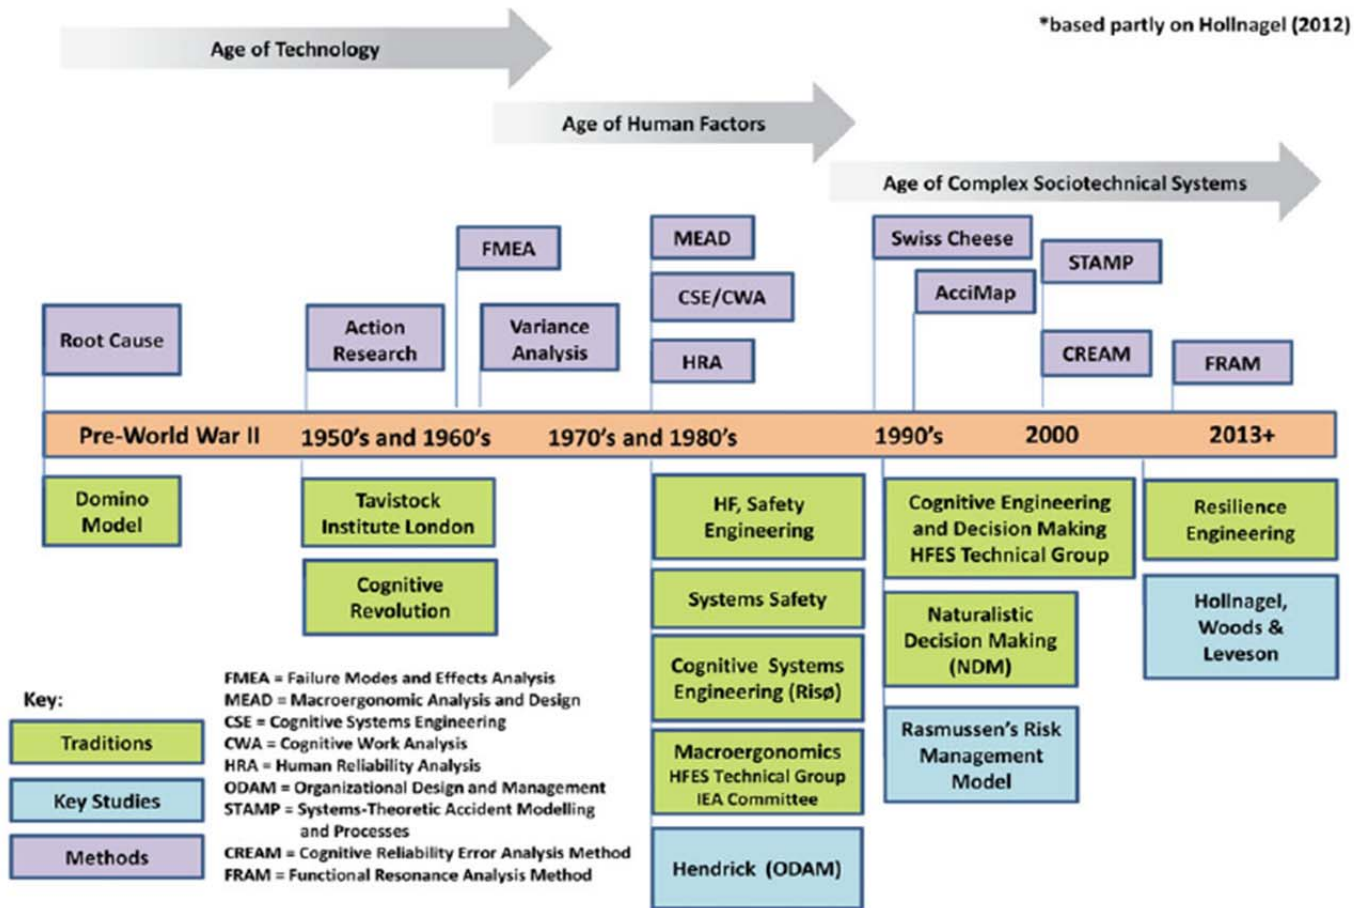 *based partly on Hollnagel (2012)
Age of Technology
Age of Human Factors
Age of Complex Sociotechnical Systems
Root Cause
Action
Research
FMEA
Variance
Analysis
MEAD
CSE/CWA
HRA
Swiss Cheese
AcciMap
STAMP
CREAM
FRAM
Pre-World War II
1950's and 1960's
1970's and 1980's
1990's
2000
2013+
Domino
Model
Tavistock
Institute London
Cognitive
Revolution
HF, Safety
Engineering
Systems Safety
Cognitive Systems
Engineering (Risø)
Macroergonomics
HFES Technical Group
IEA Committee
Hendrick (ODAM)
Cognitive Engineering
and Decision Making
HFES Technical Group
Naturalistic
Decision Making
(NDM)
Rasmussen's Risk
Management
Model
Resilience
Engineering
Hollnagel,
Woods &
Leveson
Key:
Traditions
Key Studies
Methods
FMEA = Failure Modes and Effects Analysis
MEAD = Macroergonomic Analysis and Design
CSE = Cognitive Systems Engineering
CWA = Cognitive Work Analysis
HRA = Human Reliability Analysis
ODAM = Organizational Design and Management
STAMP = Systems-Theoretic Accident Modelling
and Processes
CREAM = Cognitive Reliability Error Analysis Method
FRAM = Functional Resonance Analysis Method